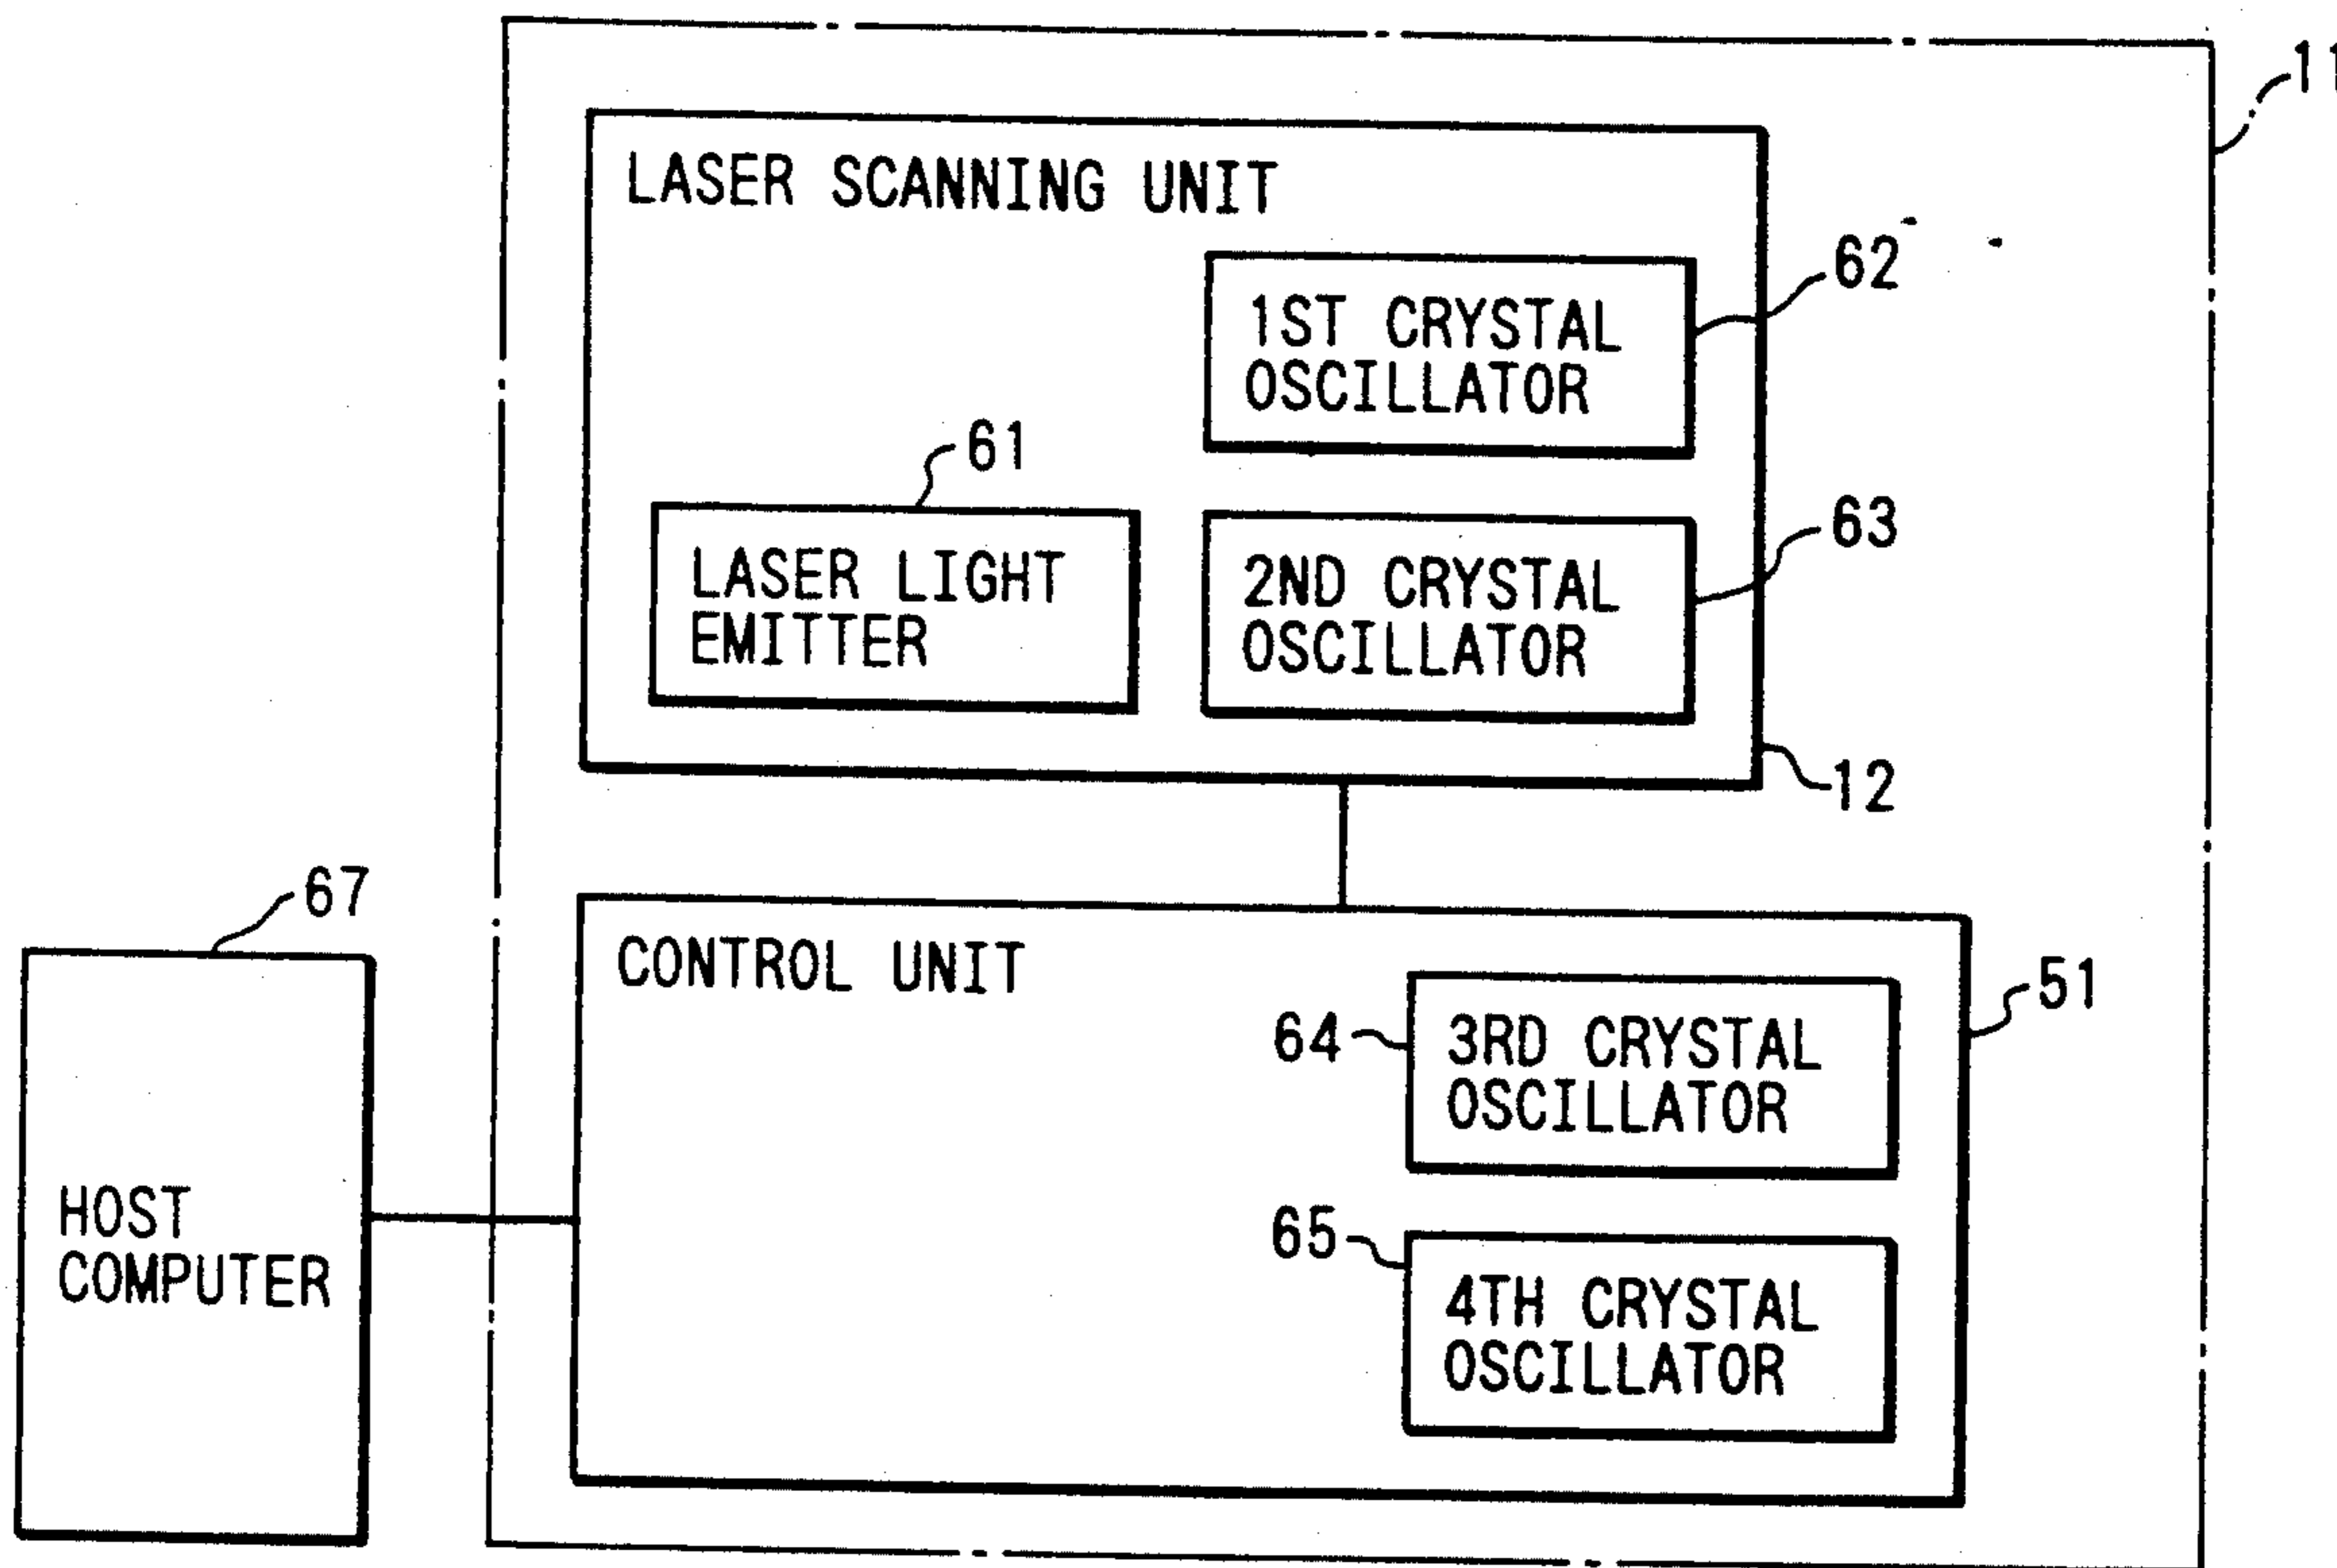 11
LASER SCANNING UNIT
62
1ST CRYSTAL
OSCILLATOR
61
63
LASER LIGHT
EMITTER
2ND CRYSTAL
OSCILLATOR
12
67
CONTROL UNIT
51
64
3RD CRYSTAL
OSCILLATOR
HOST
COMPUTER
65
4TH CRYSTAL
OSCILLATOR